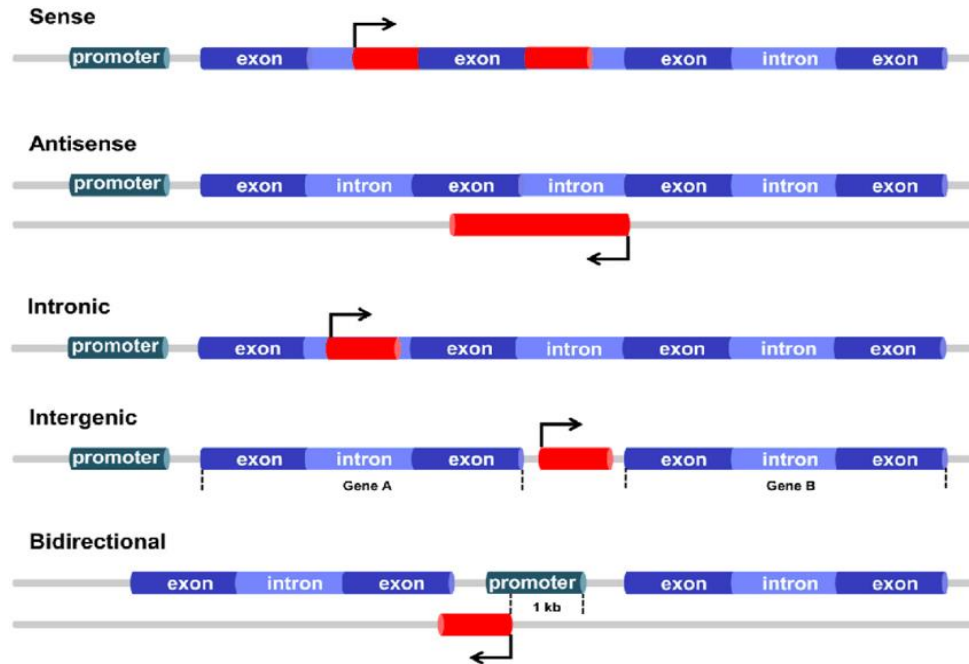 Sense
promoter exon exon exon intron exon
Antisense
promoter exon intron exon intron exon intron exon
Intronic
promoter exon exon intron exon intron exon
Intergenic
promoter exon intron exon exon intron exon
Gene A Gene B
Bidirectional
exon intron exon promoter exon intron exon
1 kb